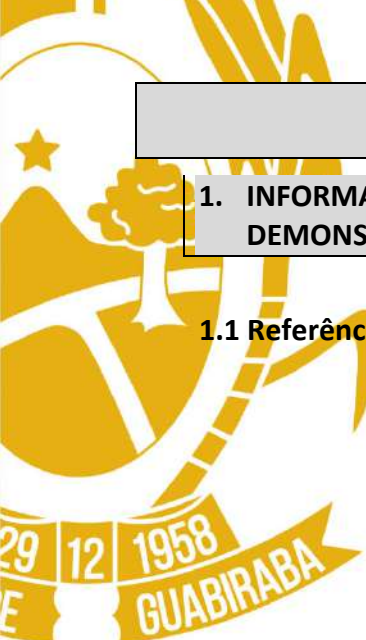 1. INFORMA
DEMONS
1.1 Referênc
29 12 1958
E GUABIRABA